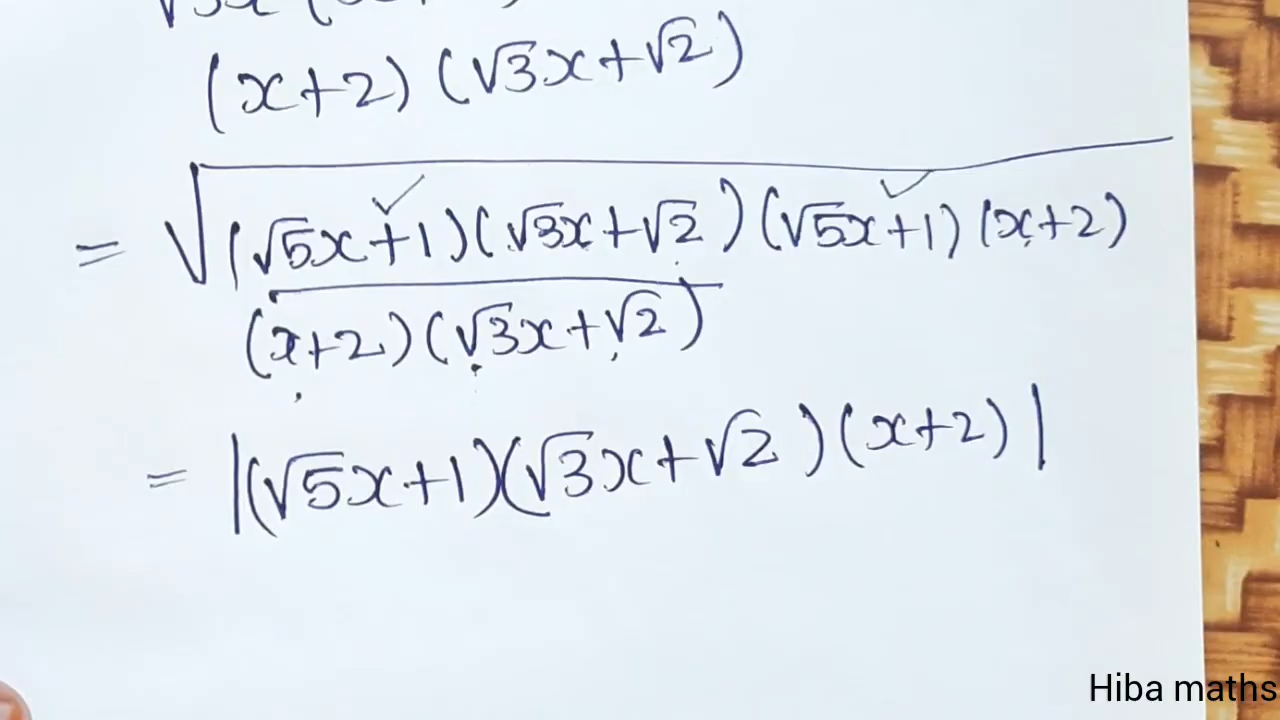 (x+2) (√3x+√2)
= √(√5x+1)(√3x+√2)(√5x+1)(x+2)
(x+2)(√3x+√2)
= |(√5x+1)(√3x+√2)(x+2)|
Hiba maths